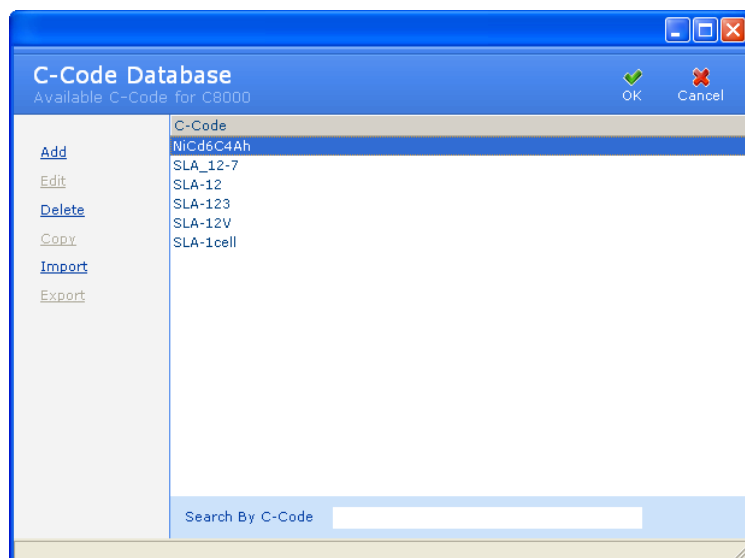 C-Code Database
Available C-Code for C8000
OK
Cancel
Add
Edit
Delete
Copy
Import
Export
C-Code
NiCd6C4Ah
SLA_12-7
SLA-12
SLA-123
SLA-12V
SLA-1cell
Search By C-Code